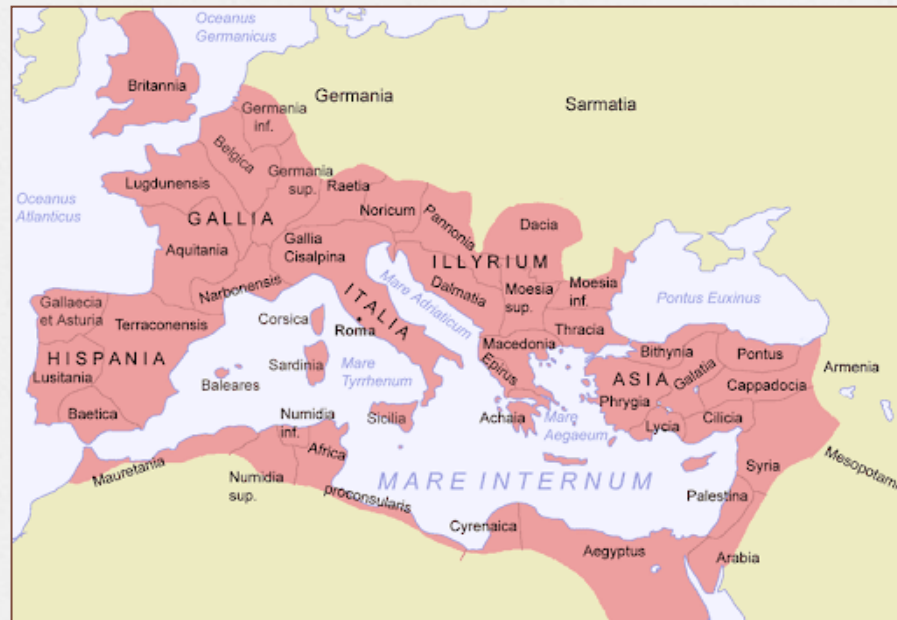 Oceanus
Germanicus
Britannia
Germania
Sarmatia
Germania
inf.
Belgica
Germania
sup.
Lugdunensis
Raetia
Oceanus
Atlanticus
Noricum
Pannonia
GALLIA
Dacia
Aquitania
Gallia
Cisalpina
ILLYRIUM
Dalmatia
Moesia
sup.
Moesia
inf.
Narbonensis
Mare Adriaticum
Pontus Euxinus
Gallaecia
et Asturia
Terraconensis
Corsica
ITALIA
Roma
Thracia
Macedonia
Bithynia
Pontus
HISPANIA
Lusitania
Baleares
Sardinia
Mare
Tyrrhenum
Epirus
ASIA
Galatia
Armenia
Cappadocia
Phrygia
Baetica
Numidia
inf.
Sicilia
Achaia
Mare
Aegaeum
Lycia
Cilicia
Africa
proconsularis
Mauretania
Numidia
sup.
MARE INTERNUM
Syria
Mesopotami
Palestina
Cyrenaica
Aegyptus
Arabia